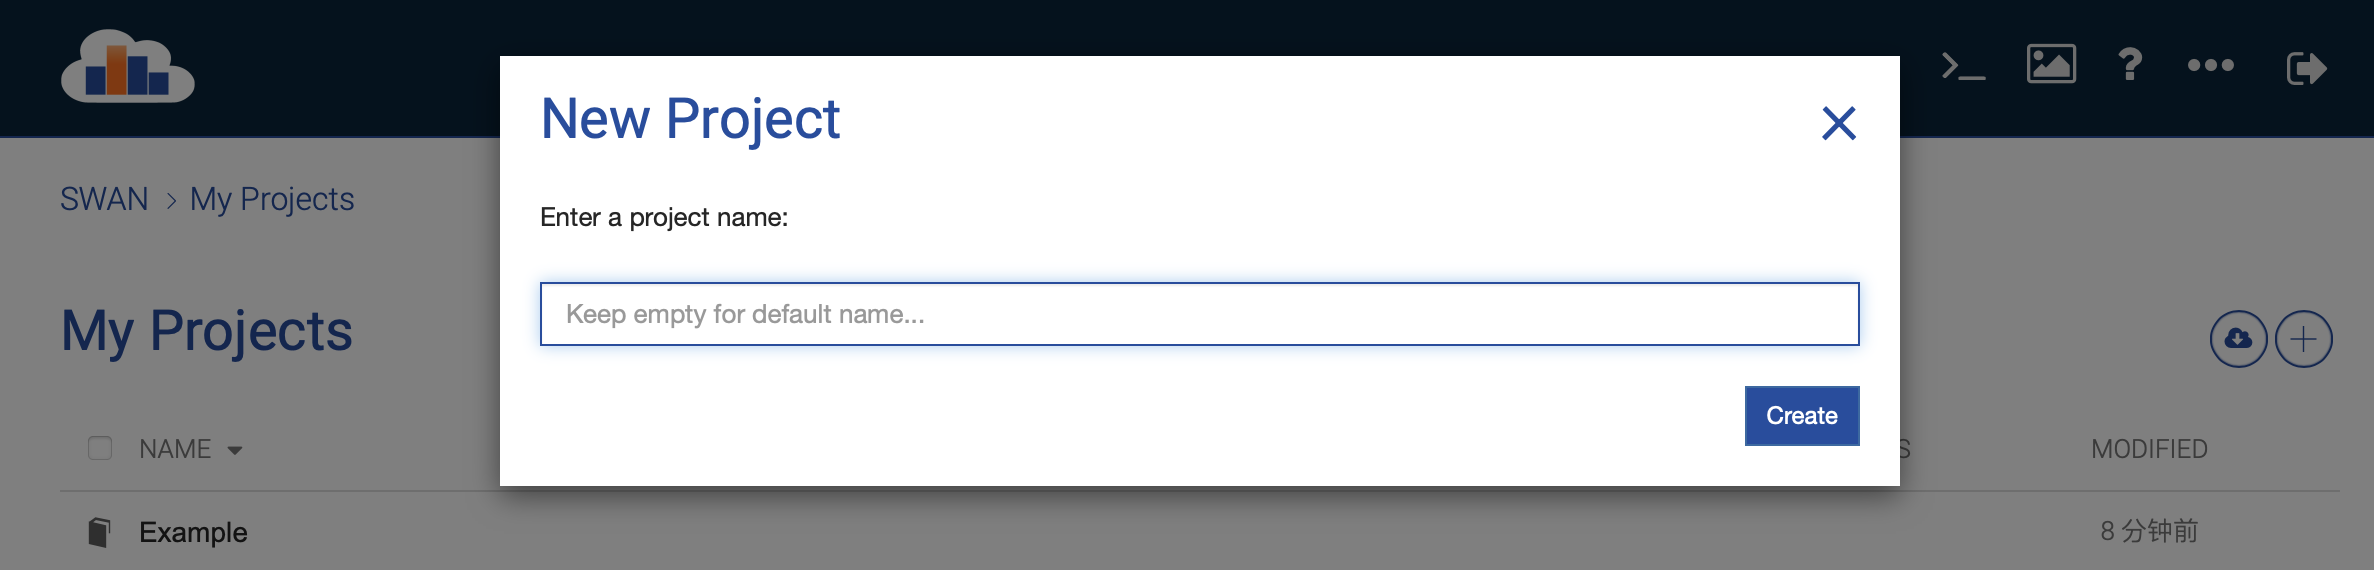 New Project
SWAN > My Projects
Enter a project name:
Keep empty for default name...
My Projects
Create
NAME
S MODIFIED
Example
8 分钟前